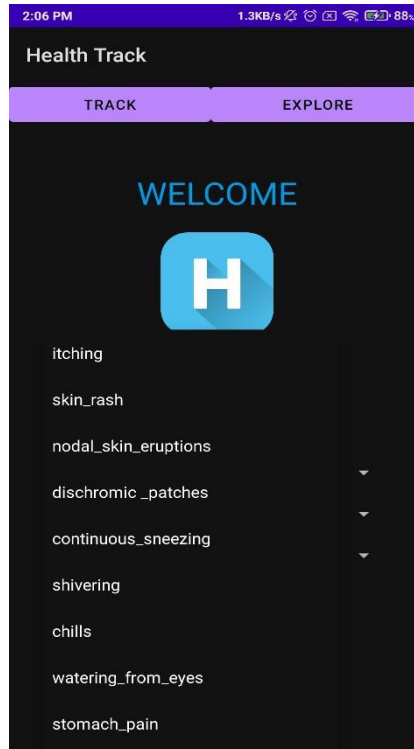 2:06 PM 1.3KB/s 88%
Health Track
TRACK EXPLORE
WELCOME
H
itching
skin_rash
nodal_skin_eruptions
dischromic _patches
continuous_sneezing
shivering
chills
watering_from_eyes
stomach_pain